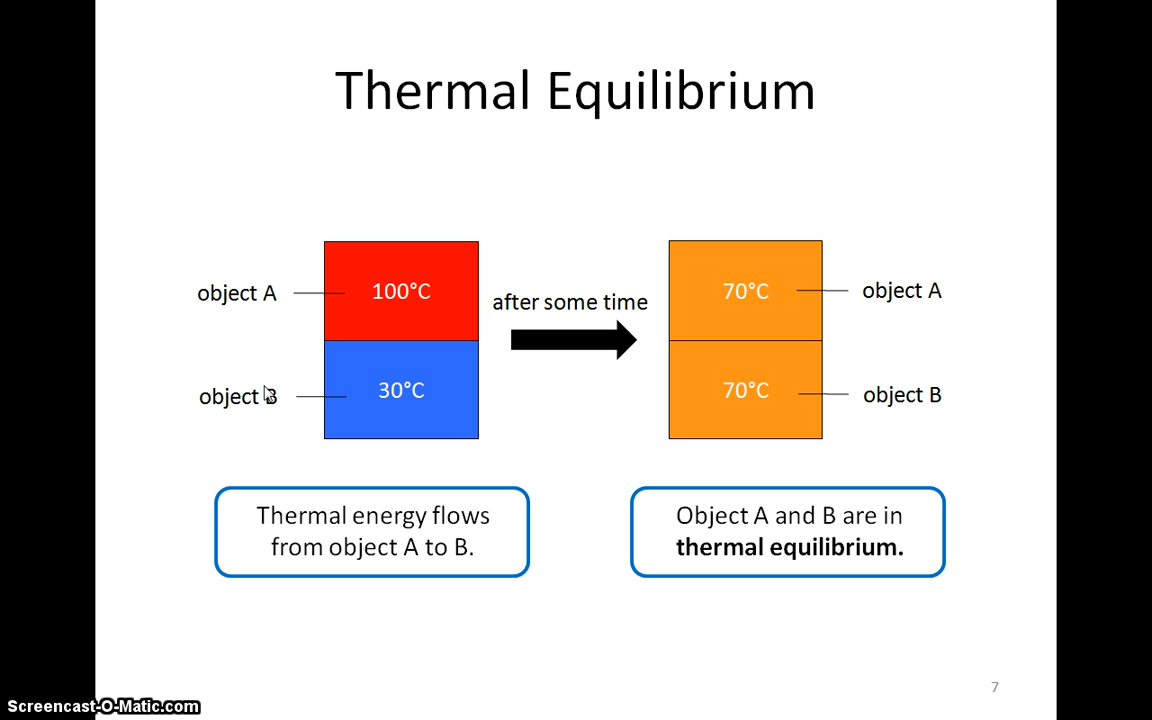 Thermal Equilibrium
object A
100°C
after some time
70°C
object A
object B
30°C
70°C
object B
Thermal energy flows
from object A to B.
Object A and B are in
thermal equilibrium.
7
Screencast-O-Matic.com